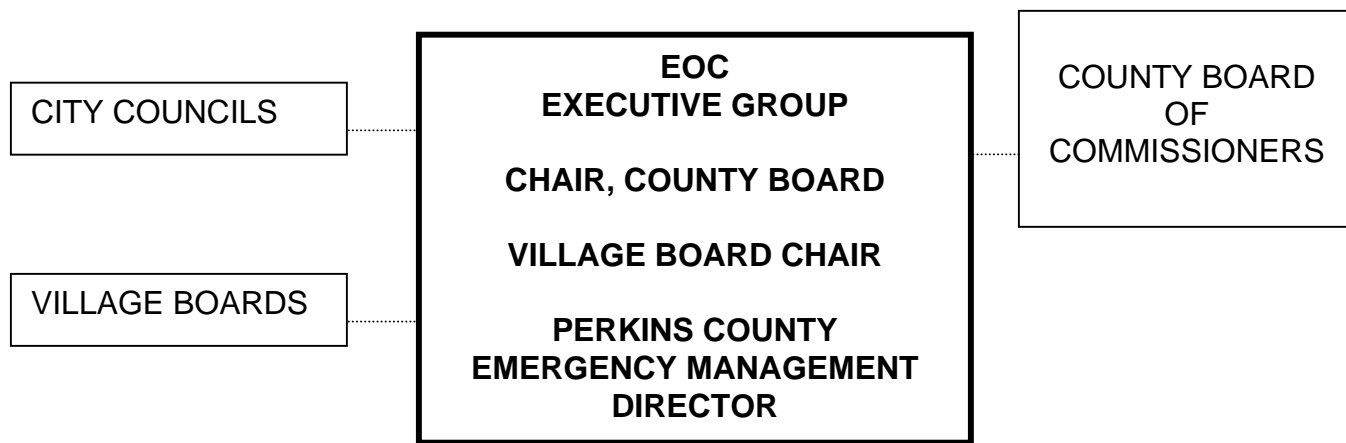 CITY COUNCILS
VILLAGE BOARDS
EOC
EXECUTIVE GROUP
CHAIR, COUNTY BOARD
VILLAGE BOARD CHAIR
PERKINS COUNTY
EMERGENCY MANAGEMENT
DIRECTOR
COUNTY BOARD
OF
COMMISSIONERS